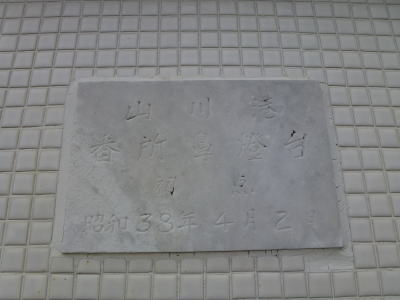 山川港
番所鼻燈台
初点
昭和38年4月2日